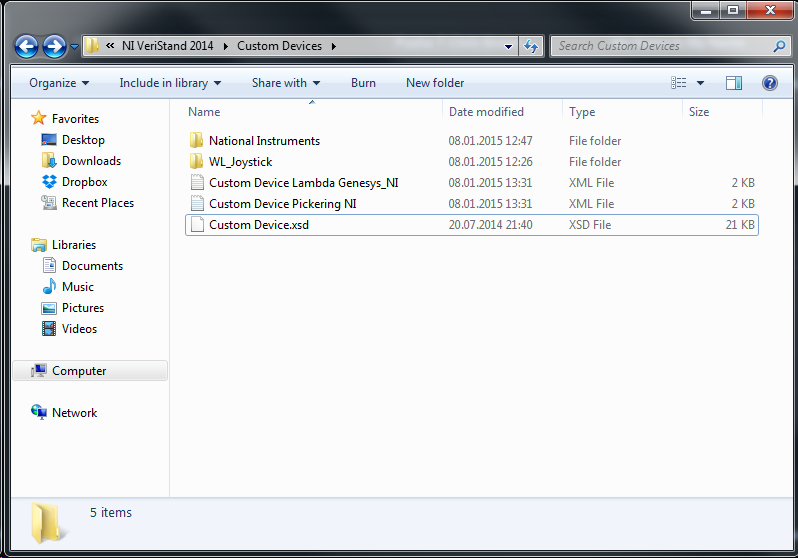 « NI VeriStand 2014 ▸ Custom Devices ▸
Search Custom Devices
Organize Include in library Share with Burn New folder
Favorites
Desktop
Downloads
Dropbox
Recent Places
Libraries
Documents
Music
Pictures
Videos
Computer
Network
Name Date modified Type Size
National Instruments 08.01.2015 12:47 File folder
WL_Joystick 08.01.2015 12:26 File folder
Custom Device Lambda Genesys_NI 08.01.2015 13:31 XML File 2 KB
Custom Device Pickering NI 08.01.2015 13:31 XML File 2 KB
Custom Device.xsd 20.07.2014 21:40 XSD File 21 KB
5 items